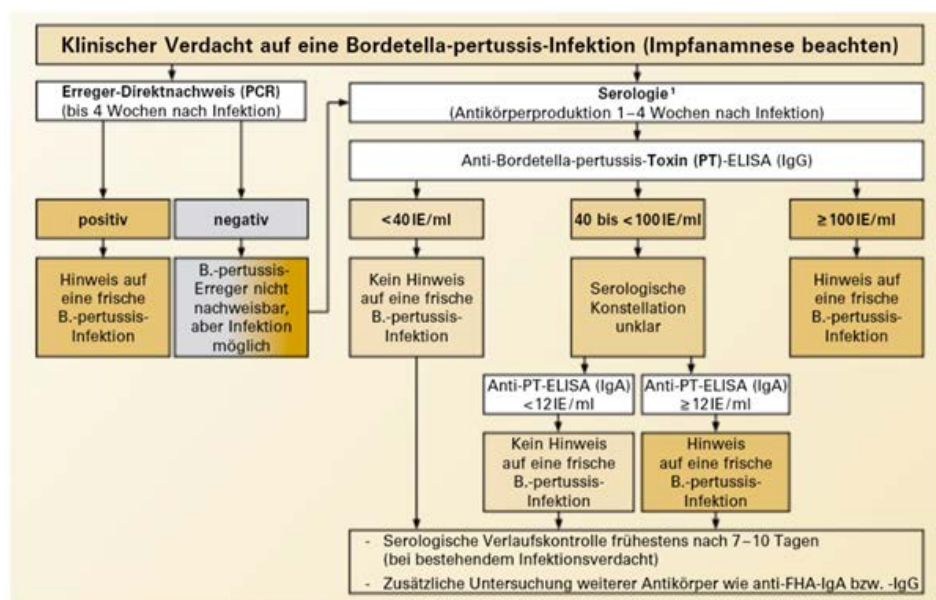 Klinischer Verdacht auf eine Bordetella-pertussis-Infektion (Impfanamnese beachten)
Erreger-Direktnachweis (PCR)
(bis 4 Wochen nach Infektion)
Serologie¹
(Antikörperproduktion 1–4 Wochen nach Infektion)
Anti-Bordetella-pertussis-Toxin (PT)-ELISA (IgG)
positiv
negativ
<40 IE/ml
40 bis <100 IE/ml
≥100 IE/ml
Hinweis auf
eine frische
B.-pertussis-
Infektion
B.-pertussis-
Erreger nicht
nachweisbar,
aber Infektion
möglich
Kein Hinweis
auf eine frische
B.-pertussis-
Infektion
Serologische
Konstellation
unklar
Hinweis auf
eine frische
B.-pertussis-
Infektion
Anti-PT-ELISA (IgA)
<12 IE/ml
Anti-PT-ELISA (IgA)
≥12 IE/ml
Kein Hinweis
auf eine frische
B.-pertussis-
Infektion
Hinweis
auf eine frische
B.-pertussis-
Infektion
- Serologische Verlaufskontrolle frühestens nach 7–10 Tagen
(bei bestehendem Infektionsverdacht)
- Zusätzliche Untersuchung weiterer Antikörper wie anti-FHA-IgA bzw. -IgG